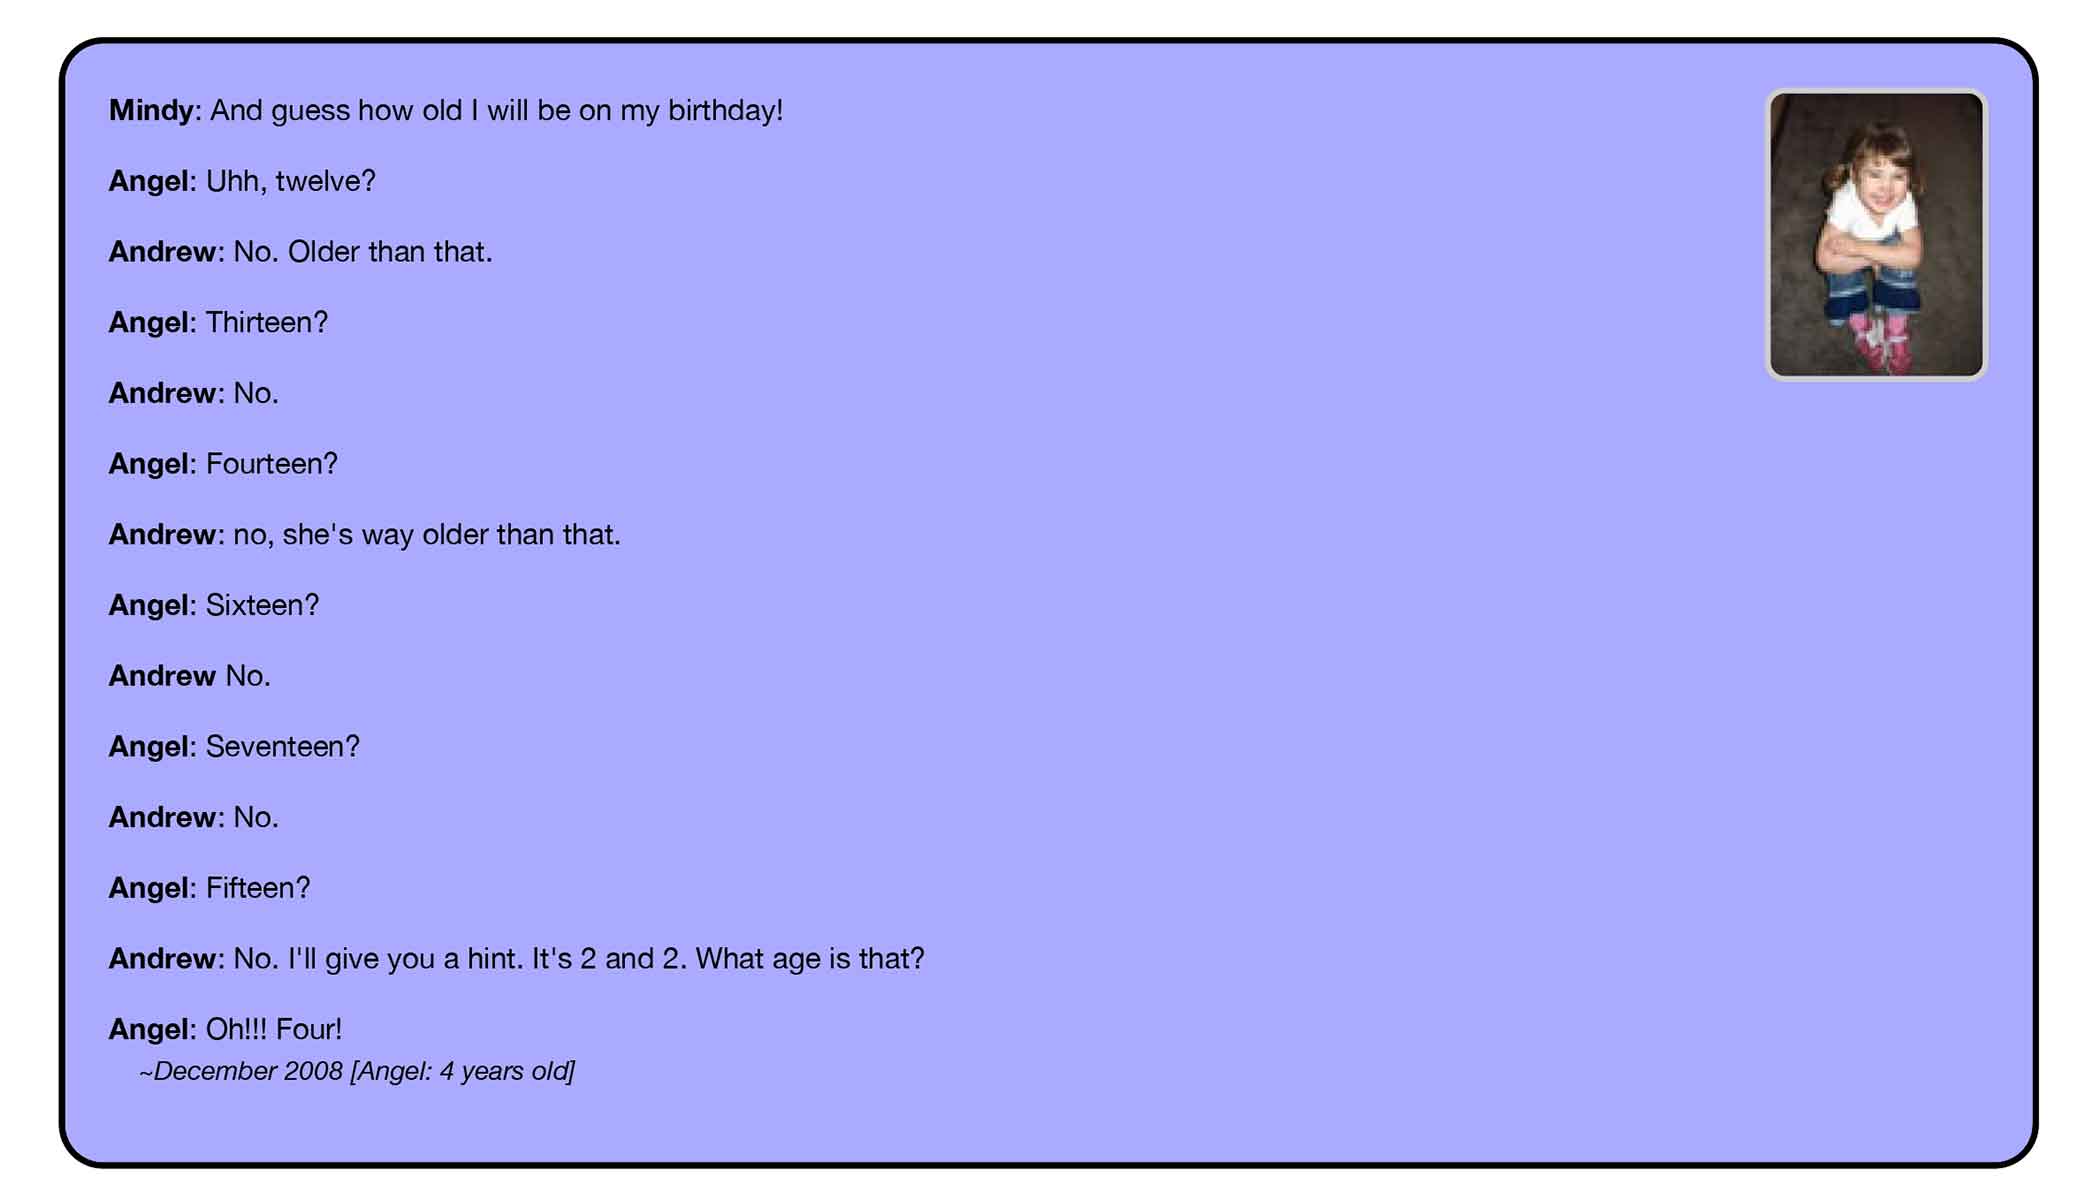 Mindy: And guess how old I will be on my birthday!
Angel: Uhh, twelve?
Andrew: No. Older than that.
Angel: Thirteen?
Andrew: No.
Angel: Fourteen?
Andrew: no, she's way older than that.
Angel: Sixteen?
Andrew No.
Angel: Seventeen?
Andrew: No.
Angel: Fifteen?
Andrew: No. I'll give you a hint. It's 2 and 2. What age is that?
Angel: Oh!!! Four!
~December 2008 [Angel: 4 years old]